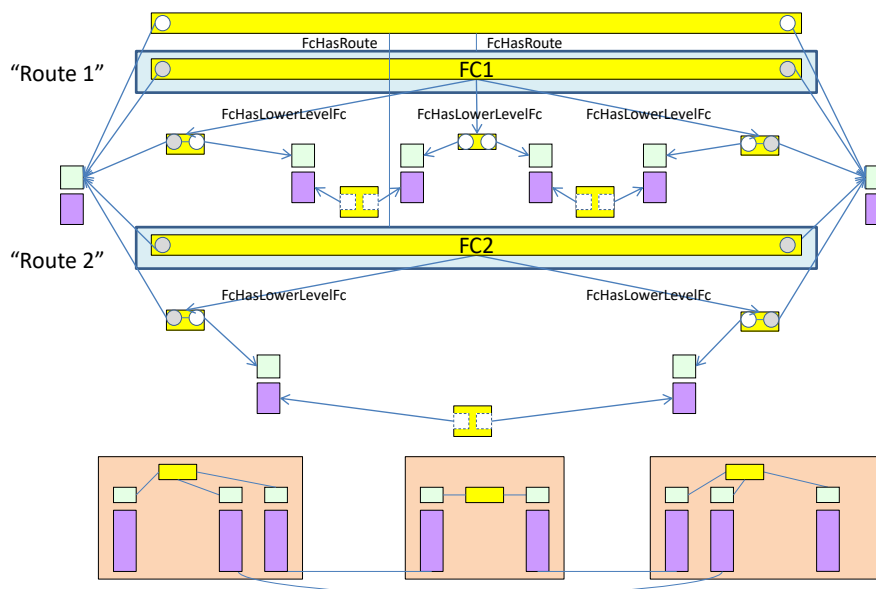 FcHasRoute FcHasRoute
“Route 1” FC1
FcHasLowerLevelFc FcHasLowerLevelFc FcHasLowerLevelFc
“Route 2” FC2
FcHasLowerLevelFc FcHasLowerLevelFc